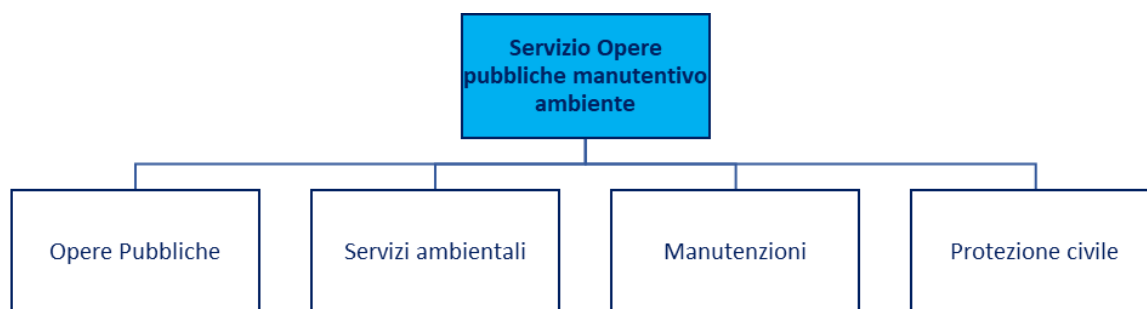 Servizio Opere
pubbliche manutentivo
ambiente
Opere Pubbliche
Servizi ambientali
Manutenzioni
Protezione civile